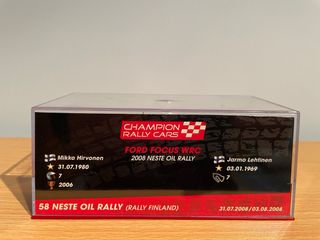 CHAMPION
RALLY CARS
FORD FOCUS WRC
2008 NESTE OIL RALLY
Mikko Hirvonen
31.07.1980
7
2006
Jarmo Lehtinen
03.01.1969
7
58 NESTE OIL RALLY (RALLY FINLAND)
31.07.2008 / 03.08.2008